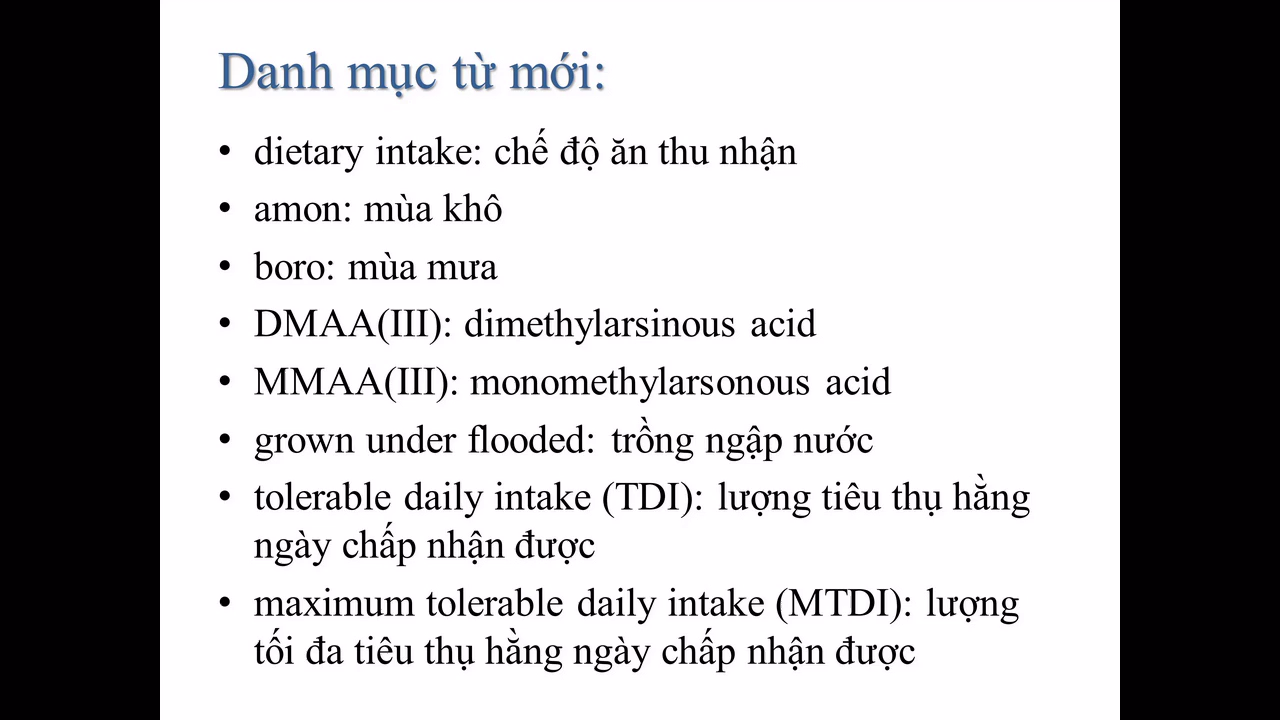 Danh mục từ mới:
• dietary intake: chế độ ăn thu nhận
• amon: mùa khô
• boro: mùa mưa
• DMAA(III): dimethylarsinous acid
• MMAA(III): monomethylarsonous acid
• grown under flooded: trồng ngập nước
• tolerable daily intake (TDI): lượng tiêu thụ hằng
ngày chấp nhận được
• maximum tolerable daily intake (MTDI): lượng
tối đa tiêu thụ hằng ngày chấp nhận được